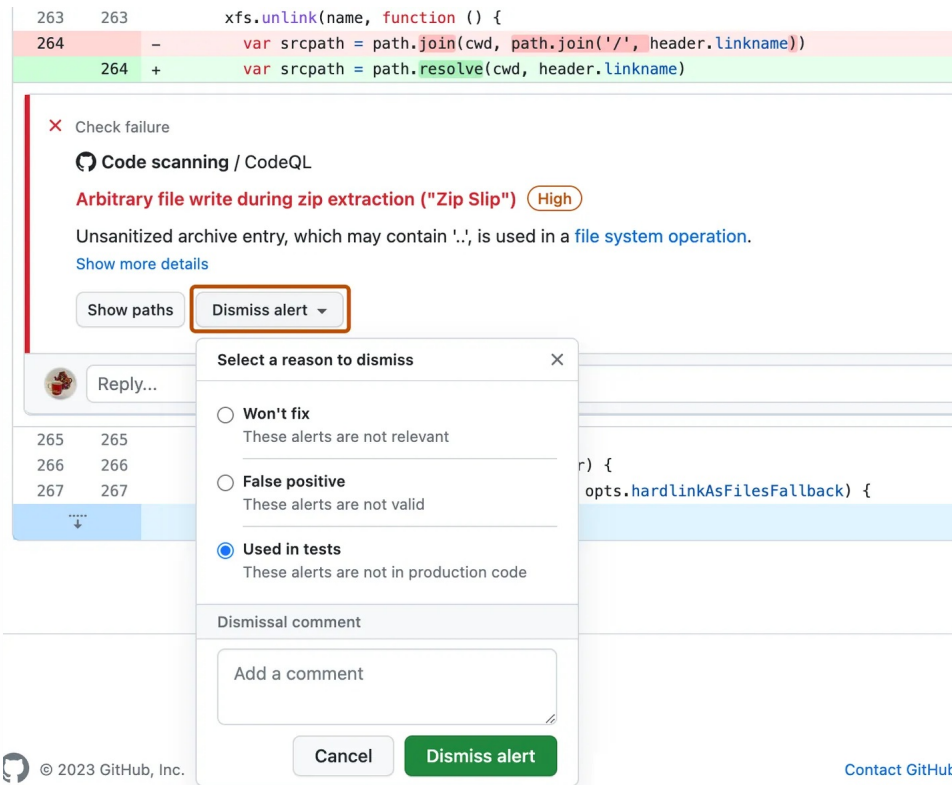 263 263 xfs.unlink(name, function () {
264 - var srcpath = path.join(cwd, path.join('/', header.linkname))
264 + var srcpath = path.resolve(cwd, header.linkname)
Check failure
Code scanning / CodeQL
Arbitrary file write during zip extraction ("Zip Slip") High
Unsanitized archive entry, which may contain '..', is used in a file system operation.
Show more details
Show paths Dismiss alert
Select a reason to dismiss
Reply...
Won't fix
These alerts are not relevant
False positive
These alerts are not valid
Used in tests
These alerts are not in production code
Dismissal comment
Add a comment
Cancel Dismiss alert
265 265
266 266 r) {
267 267 opts.hardlinkAsFilesFallback) {
© 2023 GitHub, Inc. Contact GitHub